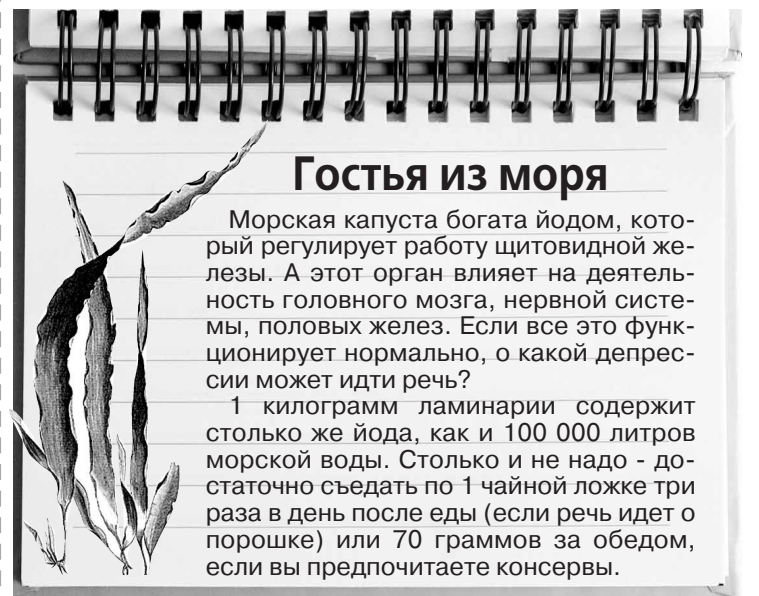 Гостья из моря
Морская капуста богата йодом, кото-
рый регулирует работу щитовидной же-
лезы. А этот орган влияет на деятель-
ность головного мозга, нервной систе-
мы, половых желез. Если все это функ-
ционирует нормально, о какой депрес-
сии может идти речь?
1 килограмм ламинарии содержит
столько же йода, как и 100 000 литров
морской воды. Столько и не надо - до-
статочно съедать по 1 чайной ложке три
раза в день после еды (если речь идет о
порошке) или 70 граммов за обедом,
если вы предпочитаете консервы.